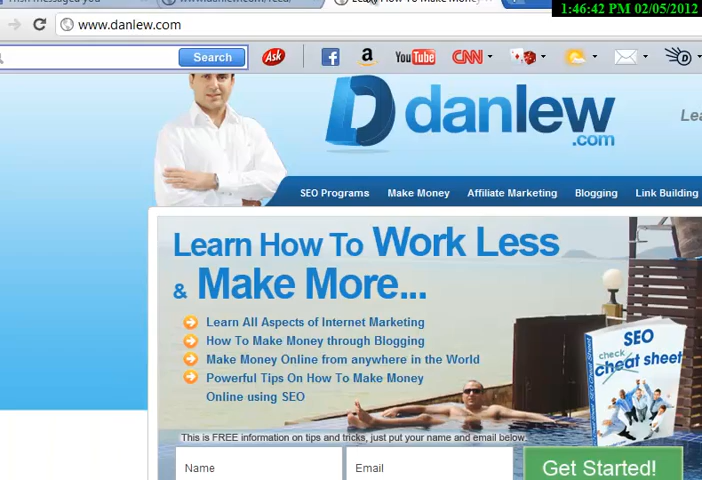 1:46:42 PM 02/05/2012
www.danlew.com
Search
Ask
a
YouTube
CNN
danlew
.com
SEO Programs
Make Money
Affiliate Marketing
Blogging
Link Building
Learn How To Work Less
& Make More...
Learn All Aspects of Internet Marketing
How To Make Money through Blogging
Make Money Online from anywhere in the World
Powerful Tips On How To Make Money
Online using SEO
SEO
check
cheat sheet
This is FREE information on tips and tricks, just put your name and email below.
Name
Email
Get Started!